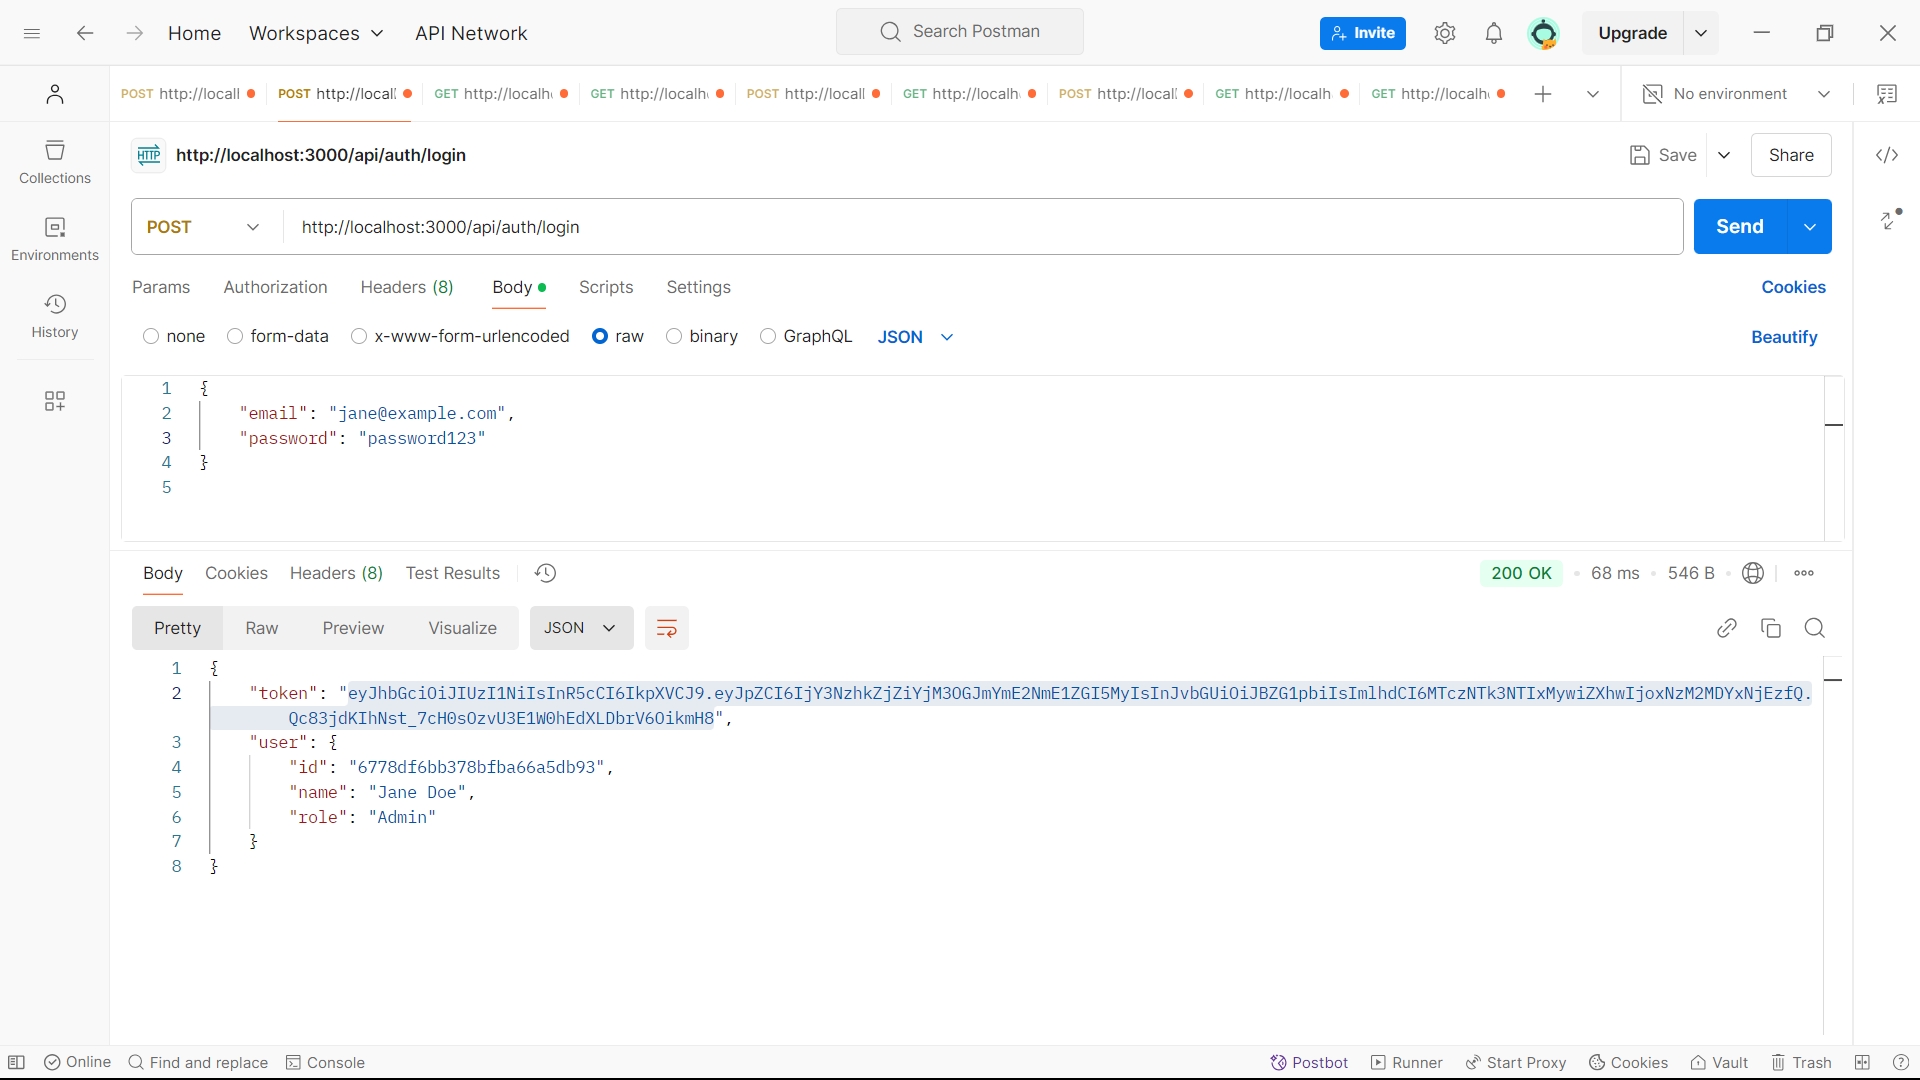 Home Workspaces API Network Search Postman Invite Upgrade
POST http://locall POST http://locall GET http://localh GET http://localh POST http://locall GET http://localh POST http://locall GET http://localh GET http://localh No environment
HTTP http://localhost:3000/api/auth/login Save Share
Collections
POST http://localhost:3000/api/auth/login Send
Environments
Params Authorization Headers (8) Body Scripts Settings Cookies
History
none form-data x-www-form-urlencoded raw binary GraphQL JSON Beautify
1 {
2 "email": "jane@example.com",
3 "password": "password123"
4 }
5
Body Cookies Headers (8) Test Results 200 OK 68 ms 546 B
Pretty Raw Preview Visualize JSON
1 {
2 "token": "eyJhbGciOiJIUzI1NiIsInR5cCI6IkpXVCJ9.eyJpZCI6IjY3NzhkZjZiYjM3OGJmYmE2NmE1ZGI5MyIsInJvbGUiOiJBZG1pbiIsImlhdCI6MTczNTk3NTIxMywiZXhwIjoxNzM2MDYxNjEzfQ.
Qc83jdKIhNst_7cH0sOzvU3E1W0hEdXLDbrV6OikmH8",
3 "user": {
4 "id": "6778df6bb378bfba66a5db93",
5 "name": "Jane Doe",
6 "role": "Admin"
7 }
8 }
Online Find and replace Console Postbot Runner Start Proxy Cookies Vault Trash